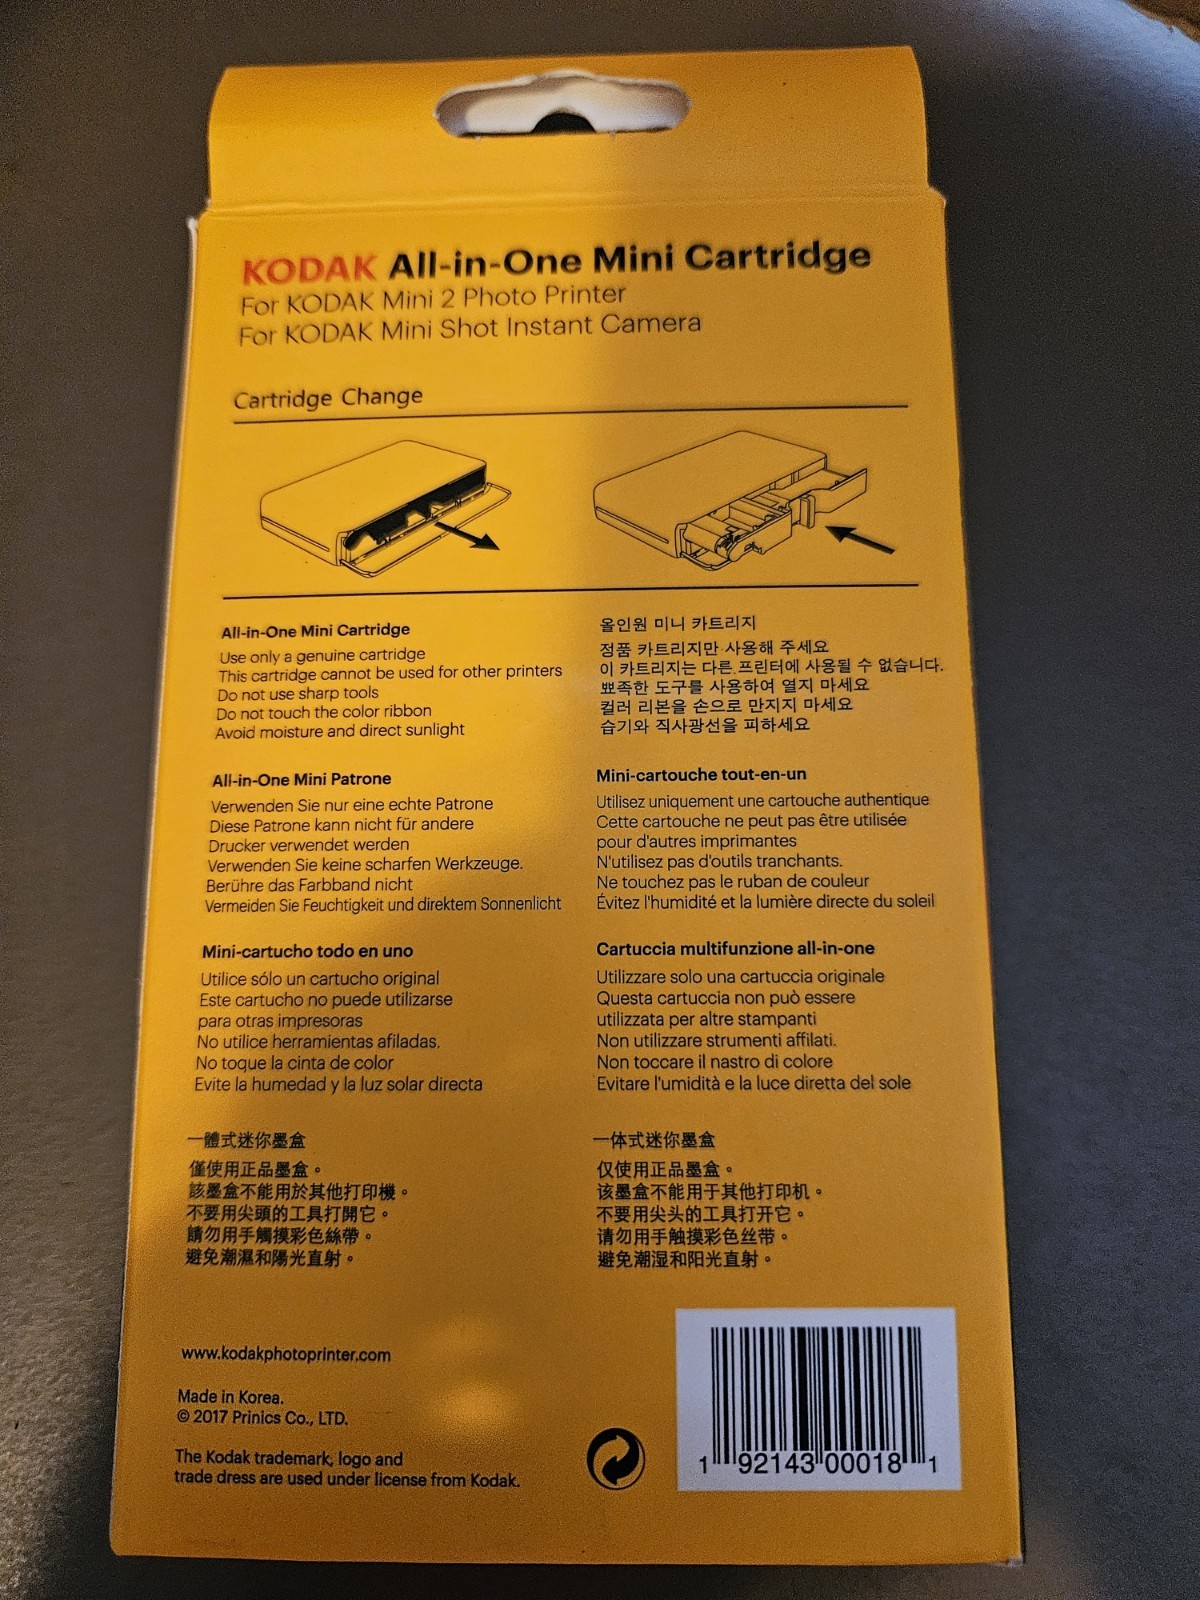 KODAK All-in-One Mini Cartridge
For KODAK Mini 2 Photo Printer
For KODAK Mini Shot Instant Camera
Cartridge Change
All-in-One Mini Cartridge
Use only a genuine cartridge
This cartridge cannot be used for other printers
Do not use sharp tools
Do not touch the color ribbon
Avoid moisture and direct sunlight
올인원 미니 카트리지
정품 카트리지만 사용해 주세요
이 카트리지는 다른 프린터에 사용될 수 없습니다.
뾰족한 도구를 사용하여 열지 마세요
컬러 리본을 손으로 만지지 마세요
습기와 직사광선을 피하세요
All-in-One Mini Patrone
Verwenden Sie nur eine echte Patrone
Diese Patrone kann nicht für andere
Drucker verwendet werden
Verwenden Sie keine scharfen Werkzeuge.
Berühre das Farbband nicht
Vermeiden Sie Feuchtigkeit und direktem Sonnenlicht
Mini-cartouche tout-en-un
Utilisez uniquement une cartouche authentique
Cette cartouche ne peut pas être utilisée
pour d'autres imprimantes
N'utilisez pas d'outils tranchants.
Ne touchez pas le ruban de couleur
Évitez l'humidité et la lumière directe du soleil
Mini-cartucho todo en uno
Utilice sólo un cartucho original
Este cartucho no puede utilizarse
para otras impresoras
No utilice herramientas afiladas.
No toque la cinta de color
Evite la humedad y la luz solar directa
Cartuccia multifunzione all-in-one
Utilizzare solo una cartuccia originale
Questa cartuccia non può essere
utilizzata per altre stampanti
Non utilizzare strumenti affilati.
Non toccare il nastro di colore
Evitare l'umidità e la luce diretta del sole
一體式迷你墨盒
僅使用正品墨盒。
該墨盒不能用於其他打印機。
不要用尖頭的工具打開它。
請勿用手觸摸彩色絲帶。
避免潮濕和陽光直射。
一体式迷你墨盒
仅使用正品墨盒。
该墨盒不能用于其他打印机。
不要用尖头的工具打开它。
请勿用手触摸彩色丝带。
避免潮湿和阳光直射。
www.kodakphotoprinter.com
Made in Korea.
© 2017 Prinics Co., LTD.
The Kodak trademark, logo and
trade dress are used under license from Kodak.
1 92143 00018 1